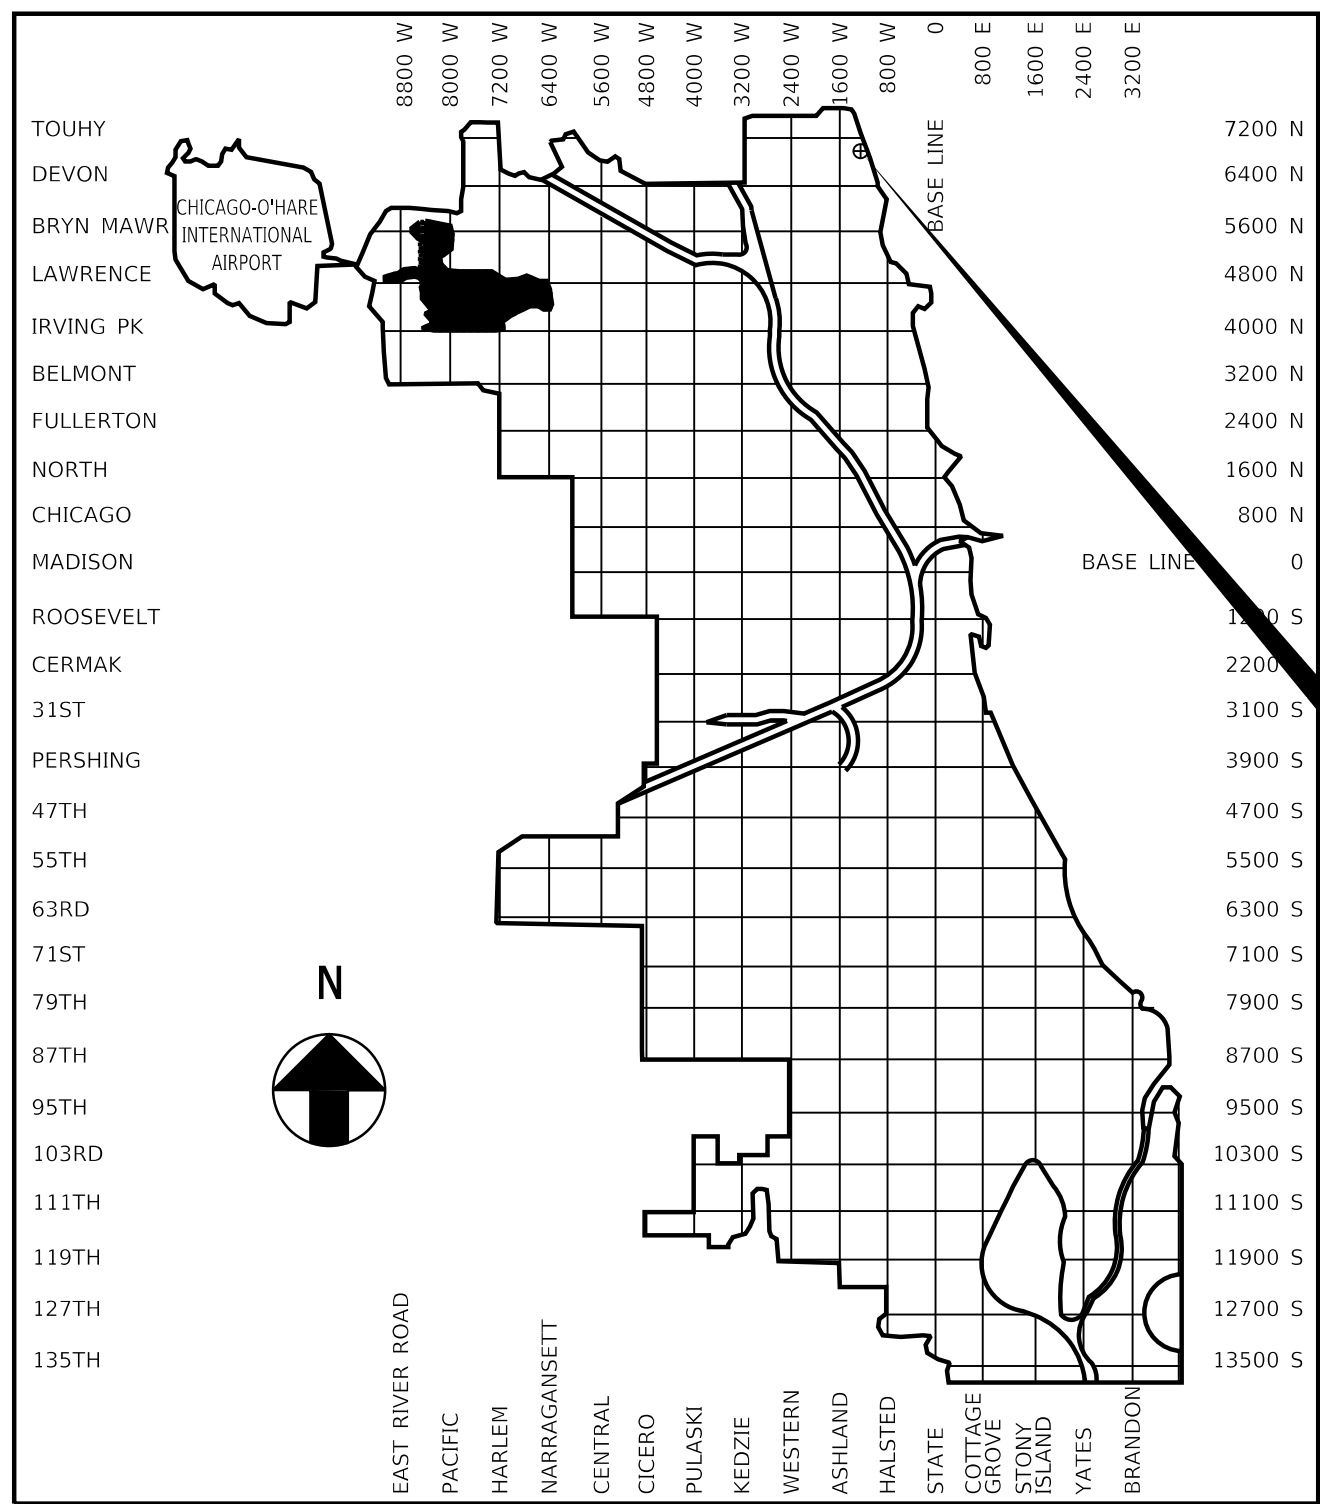 8800 W
8000 W
7200 W
6400 W
5600 W
4800 W
4000 W
3200 W
2400 W
1600 W
800 W
0
800 E
1600 E
2400 E
3200 E
BASE LINE
TOUHY 7200 N
DEVON 6400 N
CHICAGO-O'HARE
INTERNATIONAL
AIRPORT
BRYN MAWR 5600 N
LAWRENCE 4800 N
IRVING PK 4000 N
BELMONT 3200 N
FULLERTON 2400 N
NORTH 1600 N
CHICAGO 800 N
MADISON BASE LINE 0
ROOSEVELT 1200 S
CERMAK 2200
31ST 3100 S
PERSHING 3900 S
47TH 4700 S
55TH 5500 S
63RD 6300 S
71ST 7100 S
N
79TH 7900 S
87TH 8700 S
95TH 9500 S
103RD 10300 S
111TH 11100 S
119TH 11900 S
127TH 12700 S
135TH 13500 S
EAST RIVER ROAD
PACIFIC
HARLEM
NARRAGANSETT
CENTRAL
CICERO
PULASKI
KEDZIE
WESTERN
ASHLAND
HALSTED
STATE
COTTAGE
GROVE
STONY
ISLAND
YATES
BRANDON